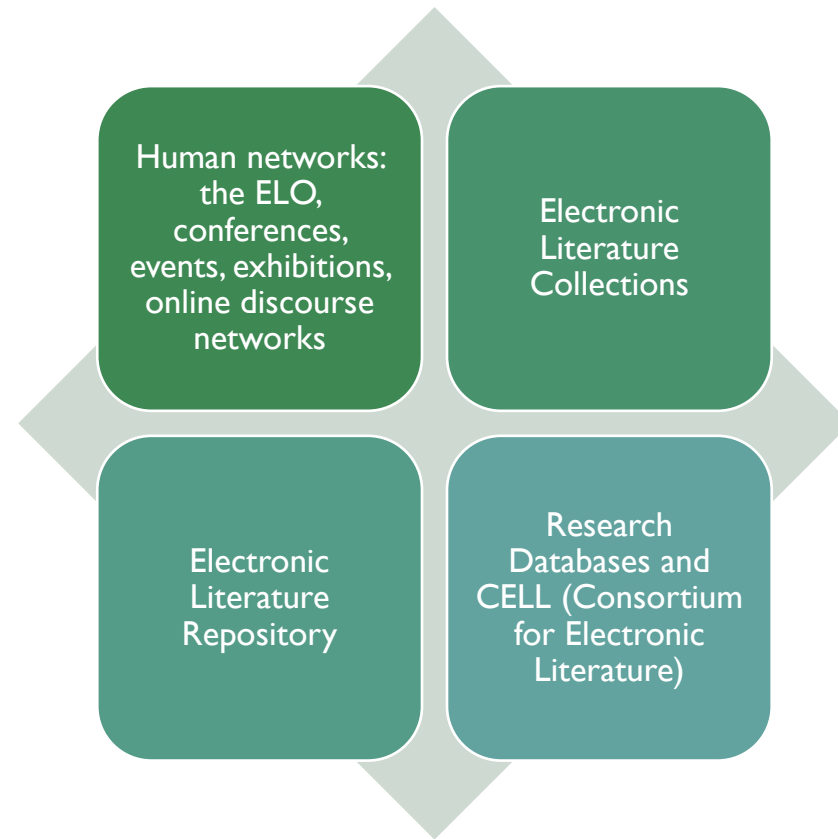 Human networks:
the ELO,
conferences,
events, exhibitions,
online discourse
networks
Electronic
Literature
Collections
Electronic
Literature
Repository
Research
Databases and
CELL (Consortium
for Electronic
Literature)